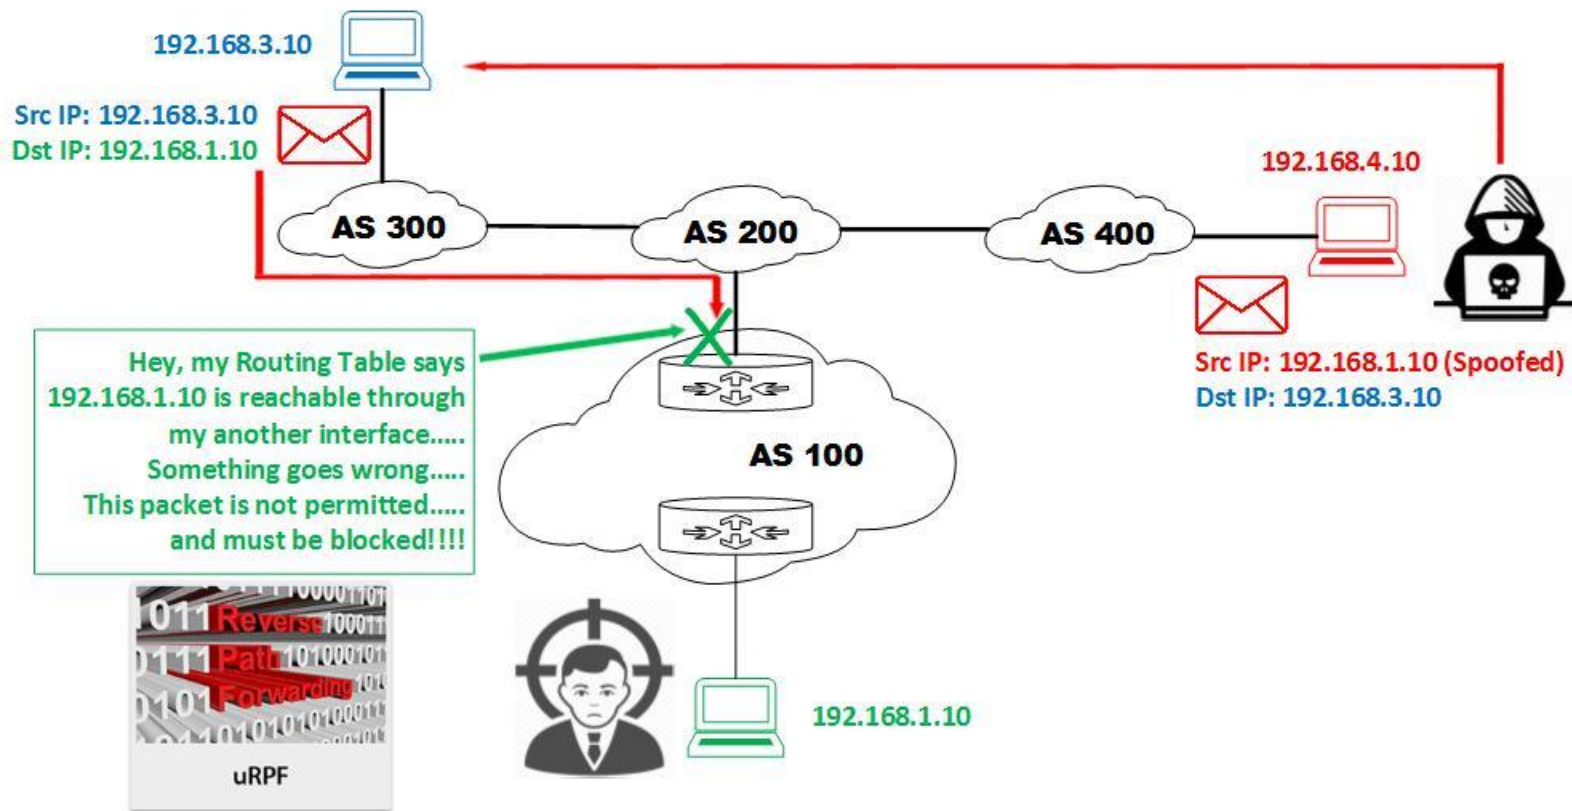 192.168.3.10
Src IP: 192.168.3.10
Dst IP: 192.168.1.10
192.168.4.10
AS 300
AS 200
AS 400
Src IP: 192.168.1.10 (Spoofed)
Dst IP: 192.168.3.10
Hey, my Routing Table says
192.168.1.10 is reachable through
my another interface.....
Something goes wrong.....
This packet is not permitted.....
and must be blocked!!!!
AS 100
Reverse
Path
Forwarding
uRPF
192.168.1.10